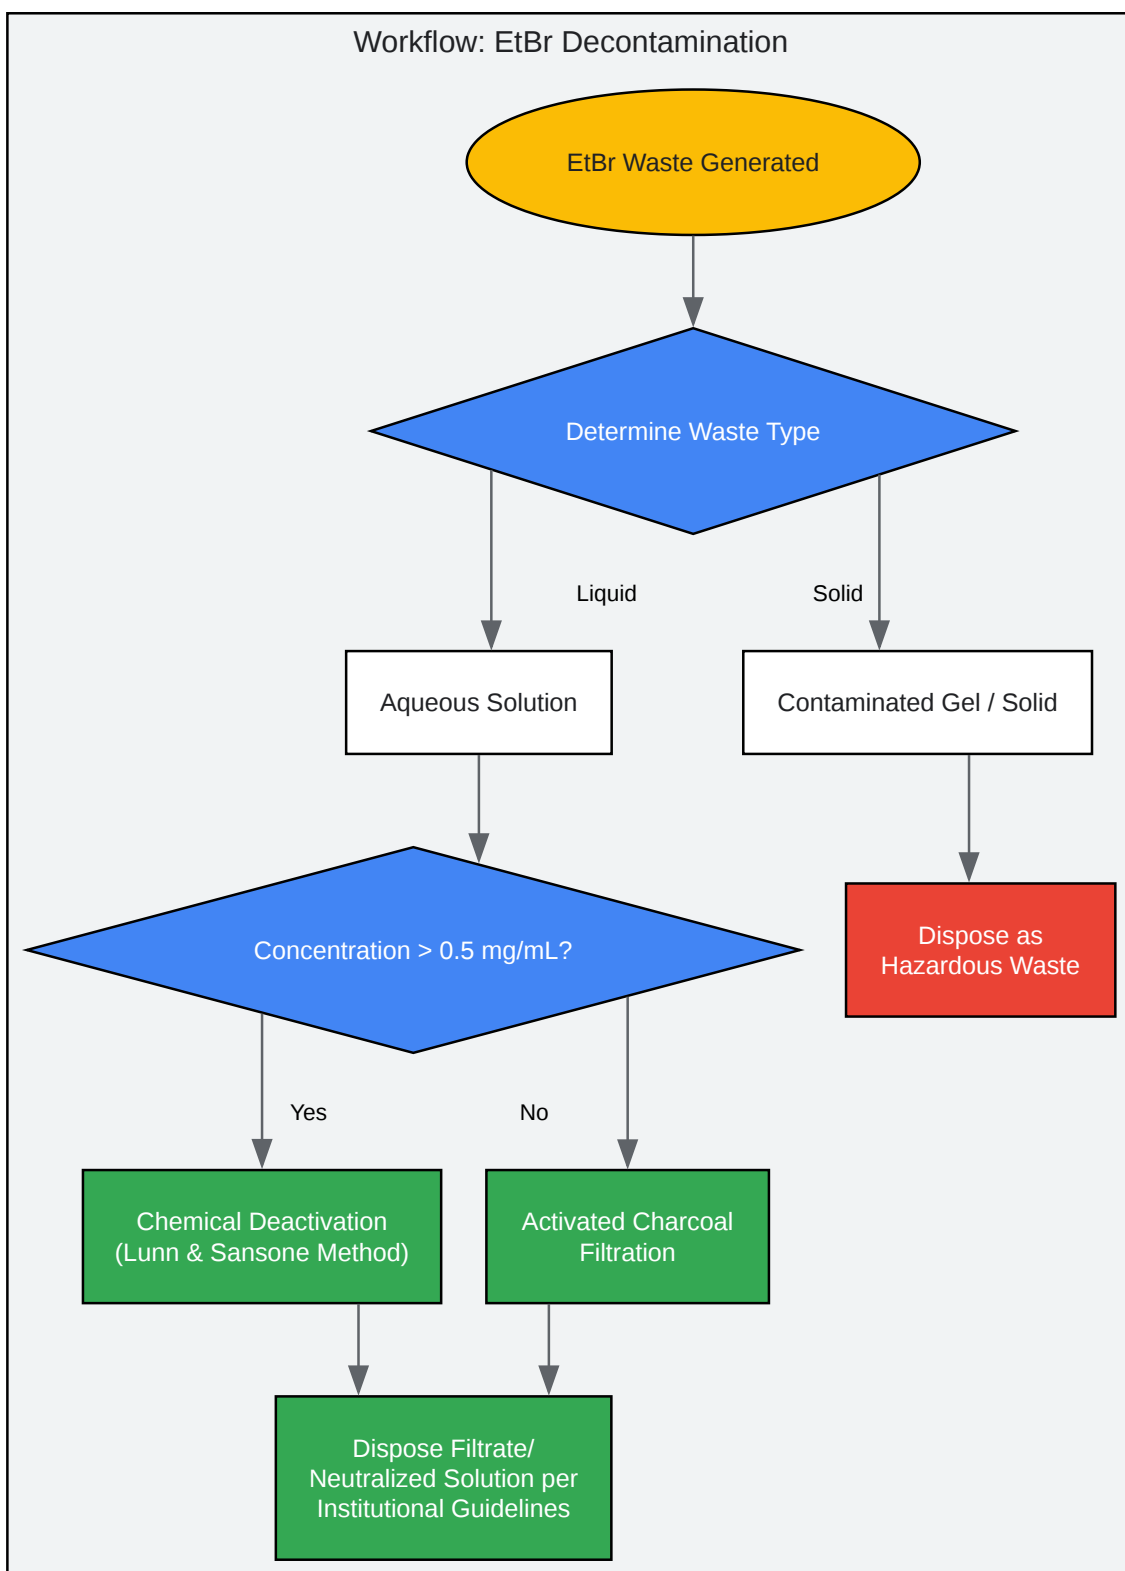 Workflow: EtBr Decontamination
EtBr Waste Generated
Determine Waste Type
Liquid
Solid
Aqueous Solution
Contaminated Gel / Solid
Concentration > 0.5 mg/mL?
Dispose as
Hazardous Waste
Yes
No
Chemical Deactivation
(Lunn & Sansone Method)
Activated Charcoal
Filtration
Dispose Filtrate/
Neutralized Solution per
Institutional Guidelines